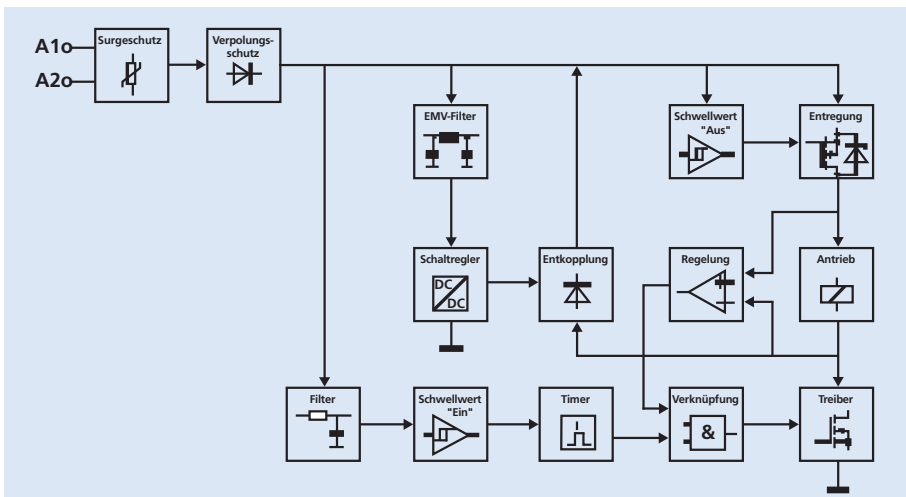 A1o
A2o
Surgeschutz
Verpolungs-
schutz
EMV-Filter
Schwellwert
"Aus"
Entregung
Schaltregler
DC
DC
Entkopplung
Regelung
Antrieb
Filter
Schwellwert
"Ein"
Timer
Verknüpfung
&
Treiber